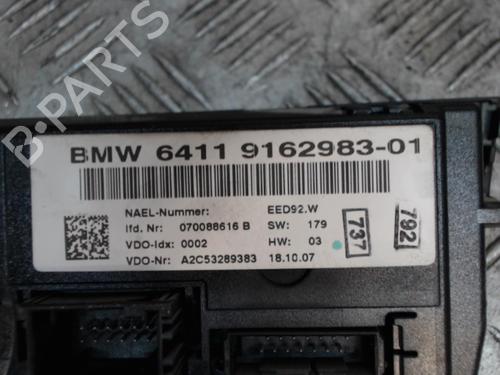 B-Parts
BMW 6411 9162983-01
NAEL-Nummer: EED92.W
lfd. Nr: 070088616 B SW: 179
VDO-Idx: 0002 HW: 03
VDO-Nr: A2C53289383 18.10.07
737
792